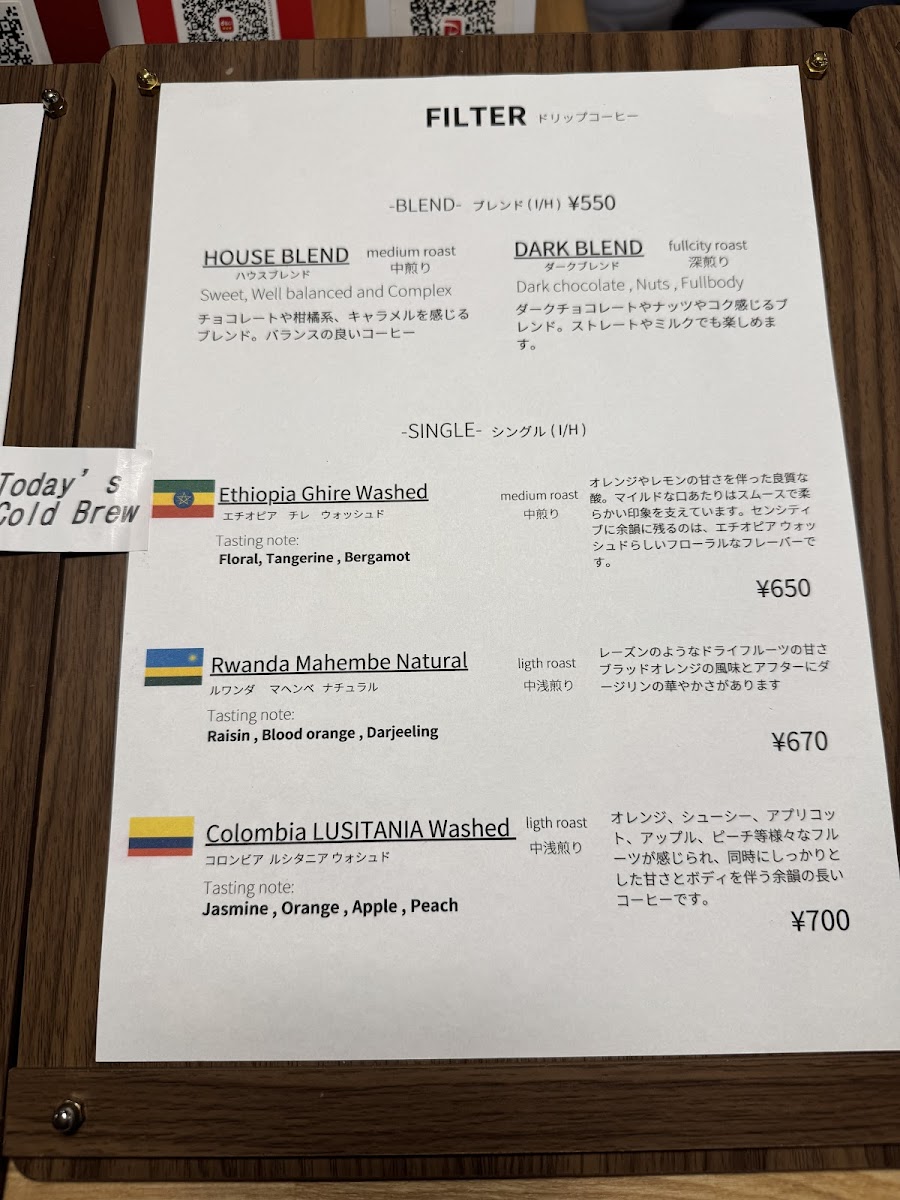 FILTER ドリップコーヒー
-BLEND- ブレンド(I/H) ¥550
HOUSE BLEND medium roast
ハウスブレンド 中煎り
Sweet, Well balanced and Complex
チョコレートや柑橘系、キャラメルを感じる
ブレンド。バランスの良いコーヒー
DARK BLEND fullcity roast
ダークブレンド 深煎り
Dark chocolate , Nuts , Fullbody
ダークチョコレートやナッツやコク感じるブ
レンド。ストレートやミルクでも楽しめま
す。
-SINGLE- シングル(I/H)
Today's
Cold Brew
Ethiopia Ghire Washed medium roast
エチオピア チレ ウォッシュド 中煎り
Tasting note:
Floral, Tangerine , Bergamot
オレンジやレモンの甘さを伴った良質な
酸。マイルドな口あたりはスムースで柔
らかい印象を支えています。センシティ
ブに余韻に残るのは、エチオピア ウォッ
シュドらしいフローラルなフレーバーで
す。
¥650
Rwanda Mahembe Natural ligth roast
ルワンダ マヘンベ ナチュラル 中浅煎り
Tasting note:
Raisin , Blood orange , Darjeeling
レーズンのようなドライフルーツの甘さ
ブラッドオレンジの風味とアフターにダ
ージリンの華やかさがあります
¥670
Colombia LUSITANIA Washed ligth roast
コロンビア ルシタニア ウォシュド 中浅煎り
Tasting note:
Jasmine , Orange , Apple , Peach
オレンジ、シューシー、アプリコッ
ト、アップル、ピーチ等様々なフル
ーツが感じられ、同時にしっかりと
した甘さとボディを伴う余韻の長い
コーヒーです。
¥700